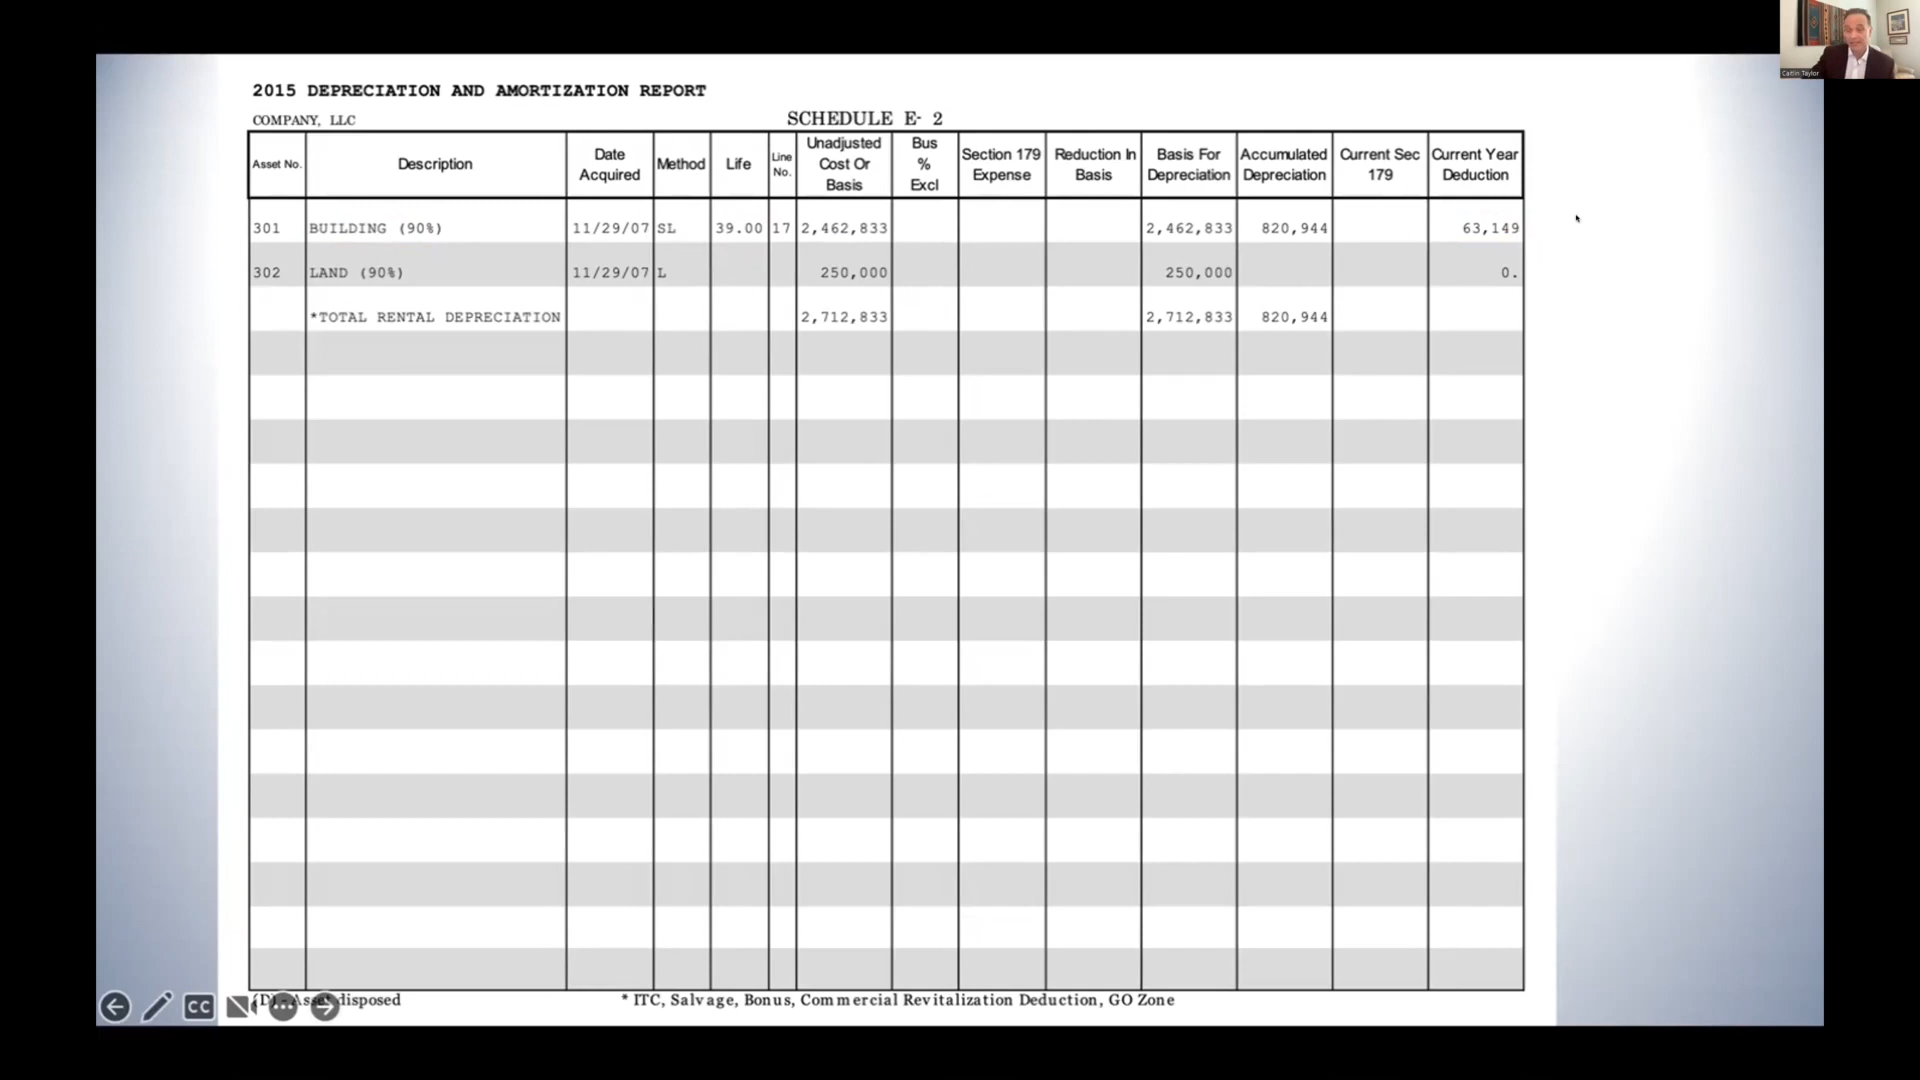 Caitlin Taylor
2015 DEPRECIATION AND AMORTIZATION REPORT
COMPANY, LLC
SCHEDULE E- 2
Asset No. Description Date Acquired Method Life Line No. Unadjusted Cost Or Basis Bus % Excl Section 179 Expense Reduction In Basis Basis For Depreciation Accumulated Depreciation Current Sec 179 Current Year Deduction
301 BUILDING (90%) 11/29/07 SL 39.00 17 2,462,833 2,462,833 820,944 63,149
302 LAND (90%) 11/29/07 L 250,000 250,000 0.
*TOTAL RENTAL DEPRECIATION 2,712,833 2,712,833 820,944
(D) - Asset disposed * ITC, Salvage, Bonus, Commercial Revitalization Deduction, GO Zone
CC